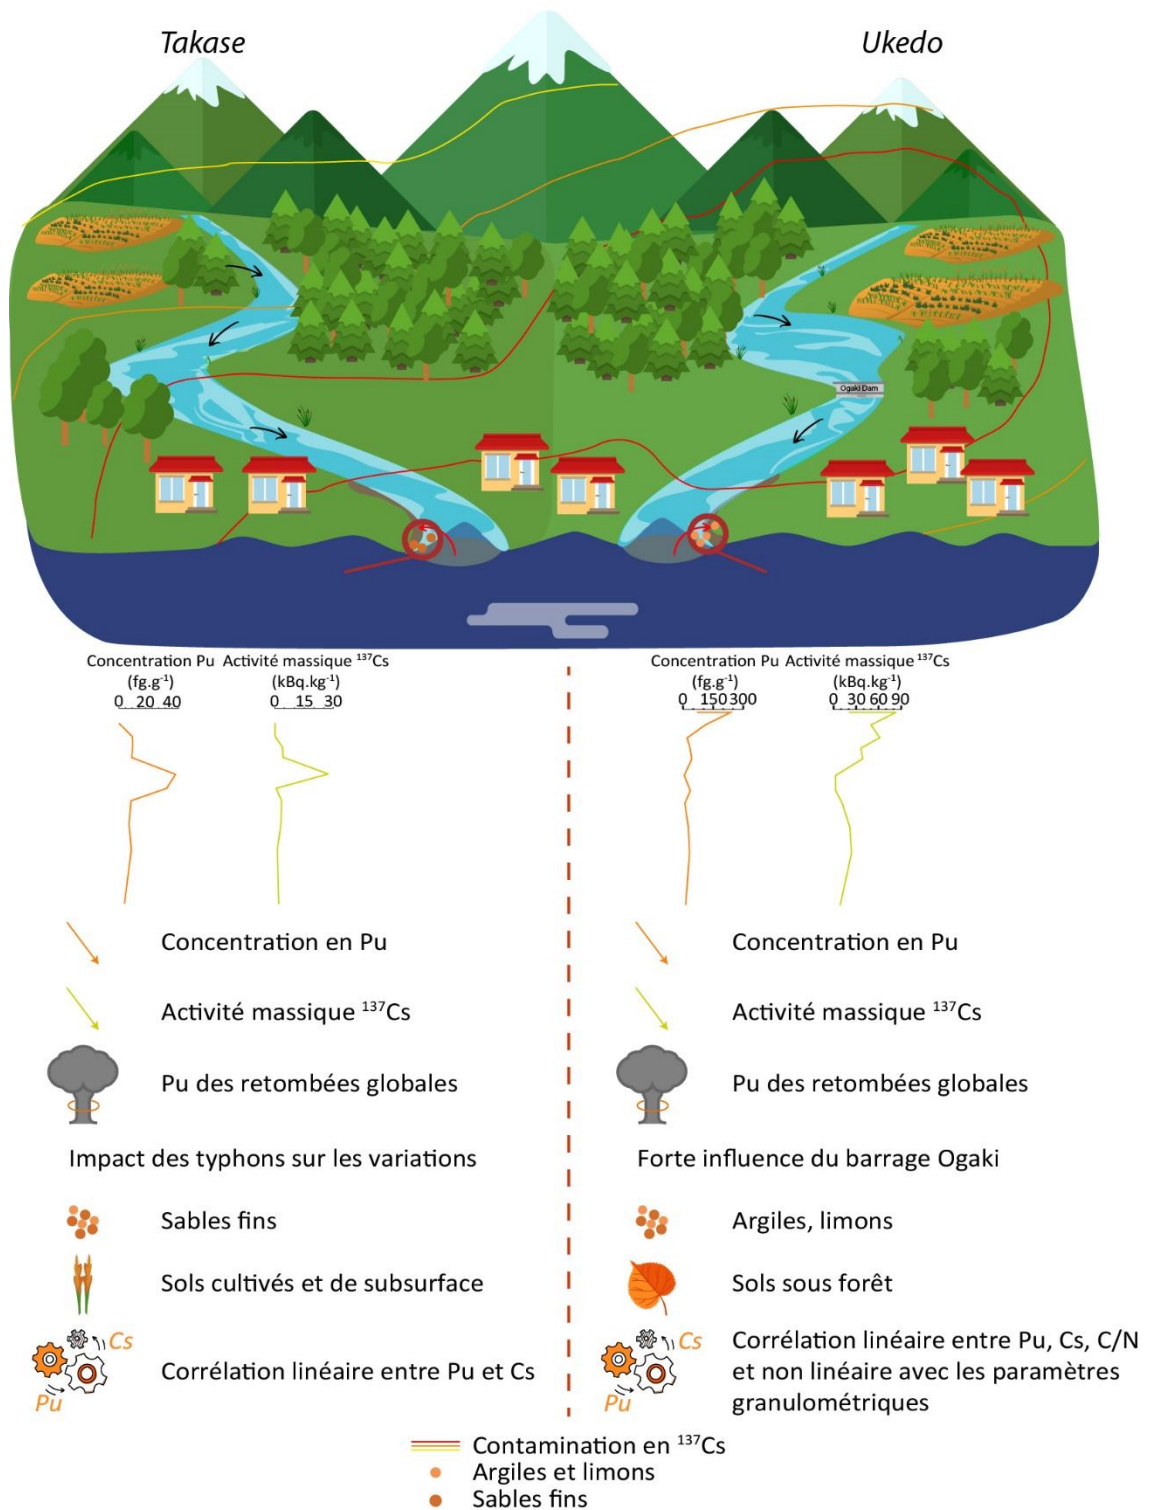 Takase
Ukedo
Ogaki Dam
Concentration Pu Activité massique ¹³⁷Cs
(fg.g⁻¹) (kBq.kg⁻¹)
0 20 40 0 15 30
Concentration Pu Activité massique ¹³⁷Cs
(fg.g⁻¹) (kBq.kg⁻¹)
0 150 300 0 30 60 90
Concentration en Pu
Activité massique ¹³⁷Cs
Pu des retombées globales
Impact des typhons sur les variations
Sables fins
Sols cultivés et de subsurface
Cs
Pu
Corrélation linéaire entre Pu et Cs
Concentration en Pu
Activité massique ¹³⁷Cs
Pu des retombées globales
Forte influence du barrage Ogaki
Argiles, limons
Sols sous forêt
Cs
Pu
Corrélation linéaire entre Pu, Cs, C/N
et non linéaire avec les paramètres
granulométriques
Contamination en ¹³⁷Cs
Argiles et limons
Sables fins